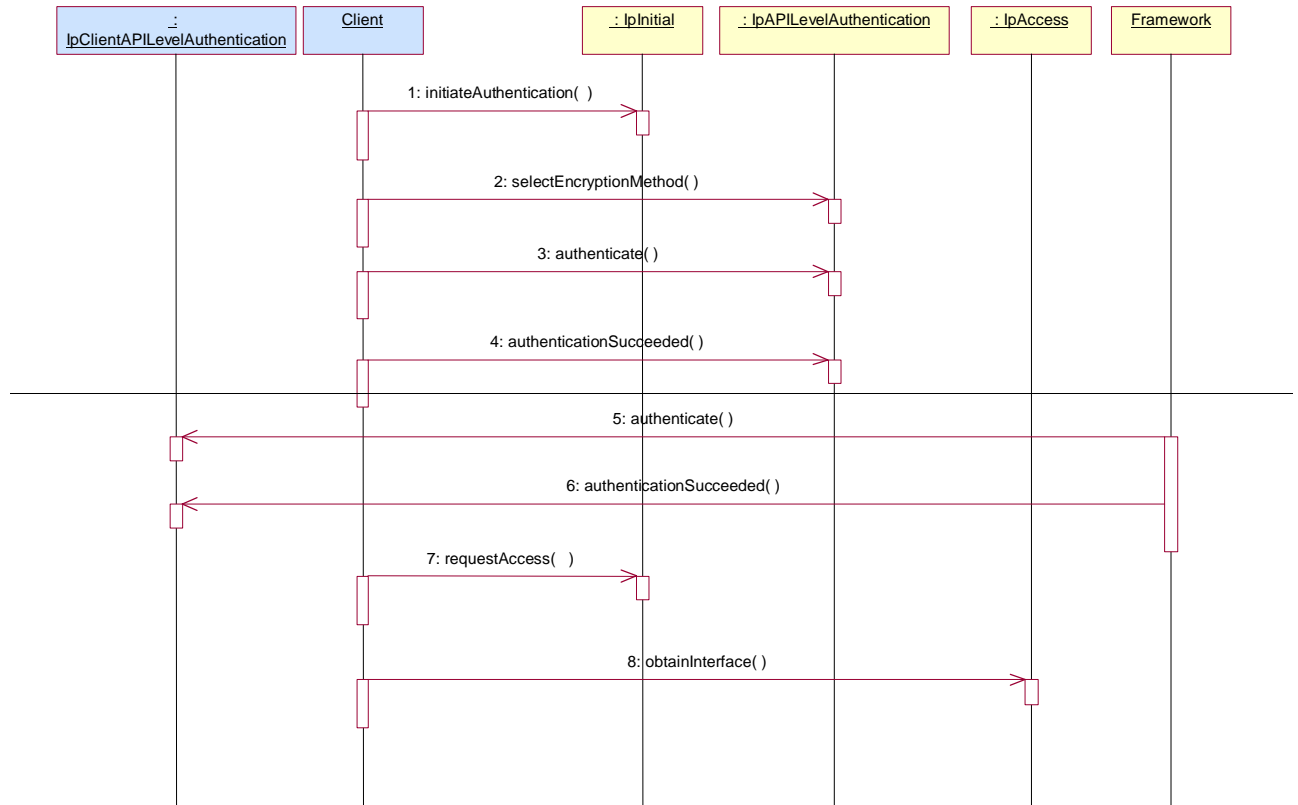 :
IpClientAPILevelAuthentication
Client
: IpInitial
: IpAPILevelAuthentication
: IpAccess
Framework
1: initiateAuthentication(  )
2: selectEncryptionMethod( )
3: authenticate( )
4: authenticationSucceeded( )
5: authenticate( )
6: authenticationSucceeded( )
7: requestAccess(  )
8: obtainInterface( )